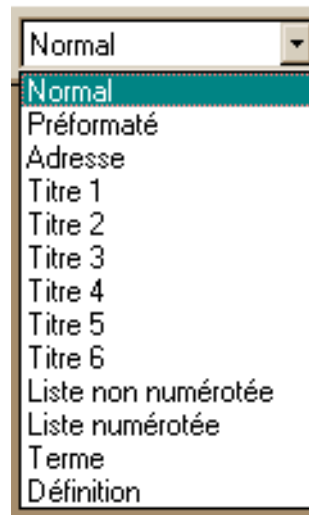 Normal
Normal
Préformaté
Adresse
Titre 1
Titre 2
Titre 3
Titre 4
Titre 5
Titre 6
Liste non numérotée
Liste numérotée
Terme
Définition